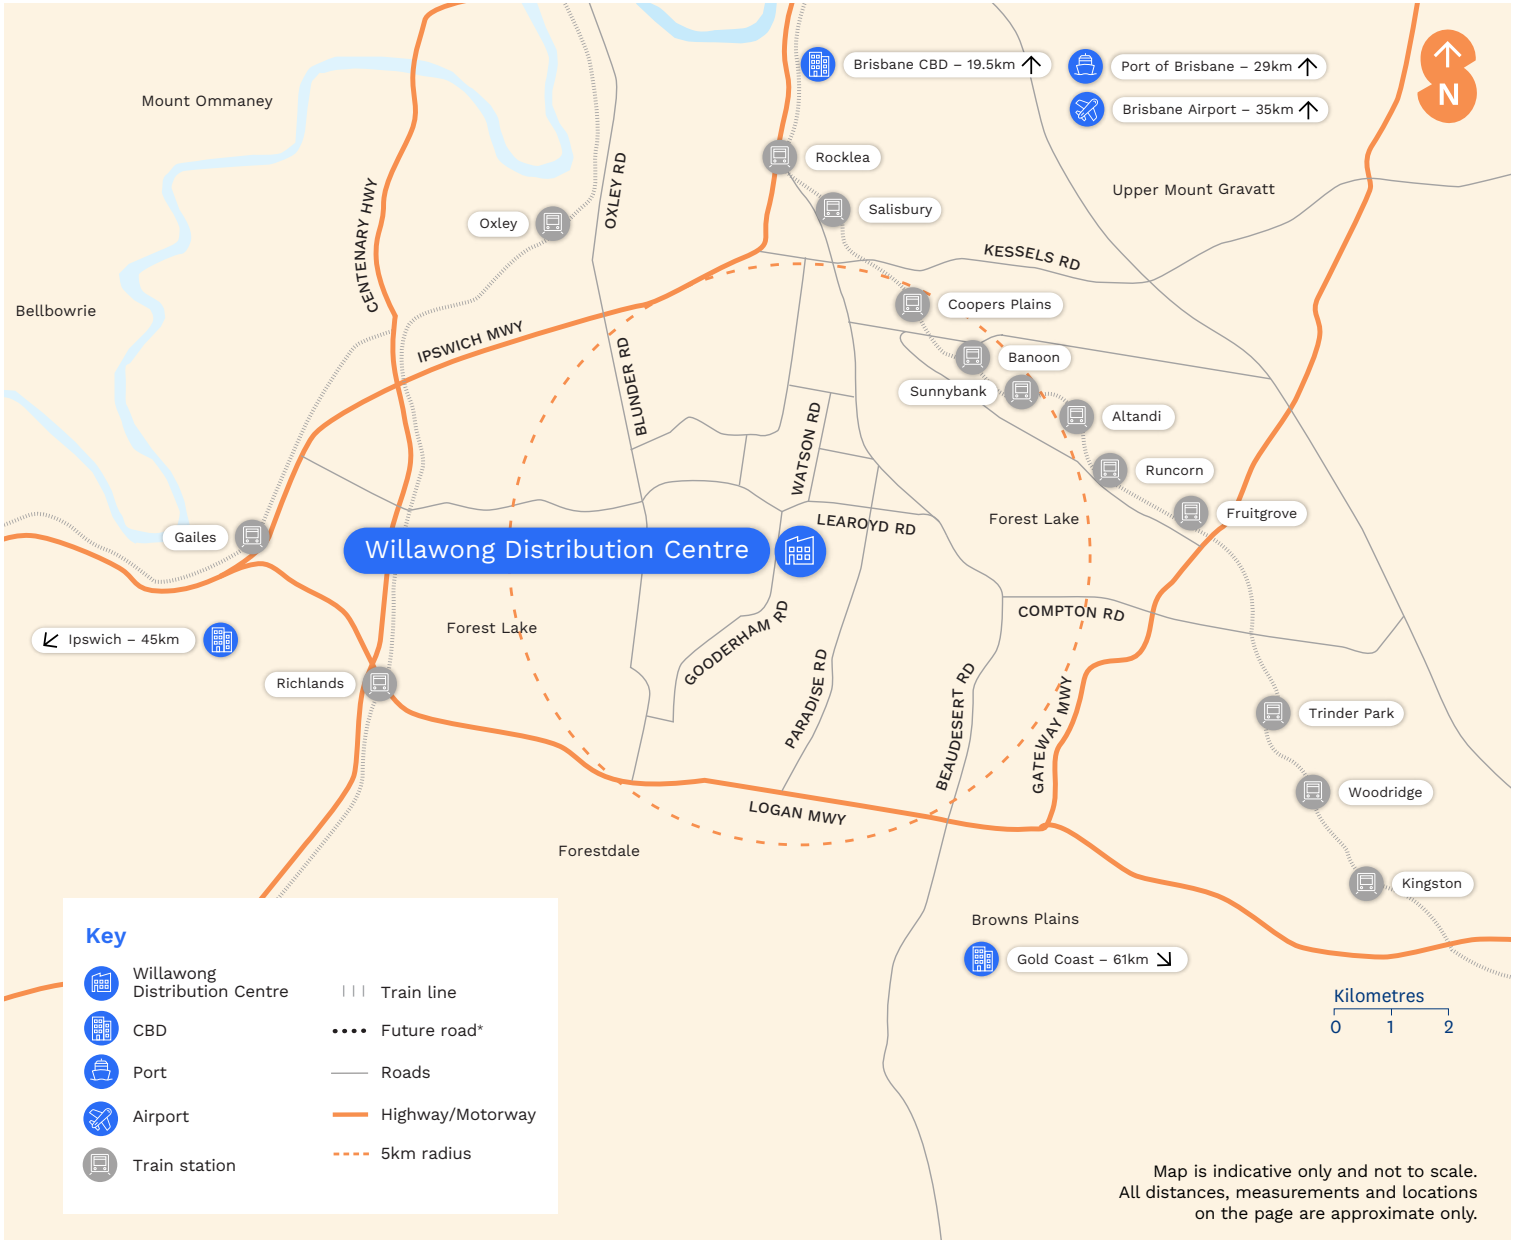 Brisbane CBD – 19.5km
Port of Brisbane – 29km
Brisbane Airport – 35km
N
Mount Ommaney
Rocklea
OXLEY RD
Upper Mount Gravatt
Salisbury
Oxley
CENTENARY HWY
KESSELS RD
Bellbowrie
Coopers Plains
IPSWICH MWY
Banoon
BLUNDER RD
Sunnybank
Altandi
WATSON RD
Runcorn
Fruitgrove
LEAROYD RD
Forest Lake
Gailes
Willawong Distribution Centre
COMPTON RD
Forest Lake
GOODERHAM RD
Ipswich – 45km
Richlands
PARADISE RD
BEAUDESERT RD
GATEWAY MWY
Trinder Park
Woodridge
LOGAN MWY
Forestdale
Kingston
Browns Plains
Gold Coast – 61km
Kilometres
0 1 2
Key
Willawong
Distribution Centre
CBD
Port
Airport
Train station
Train line
Future road*
Roads
Highway/Motorway
5km radius
Map is indicative only and not to scale.
All distances, measurements and locations
on the page are approximate only.